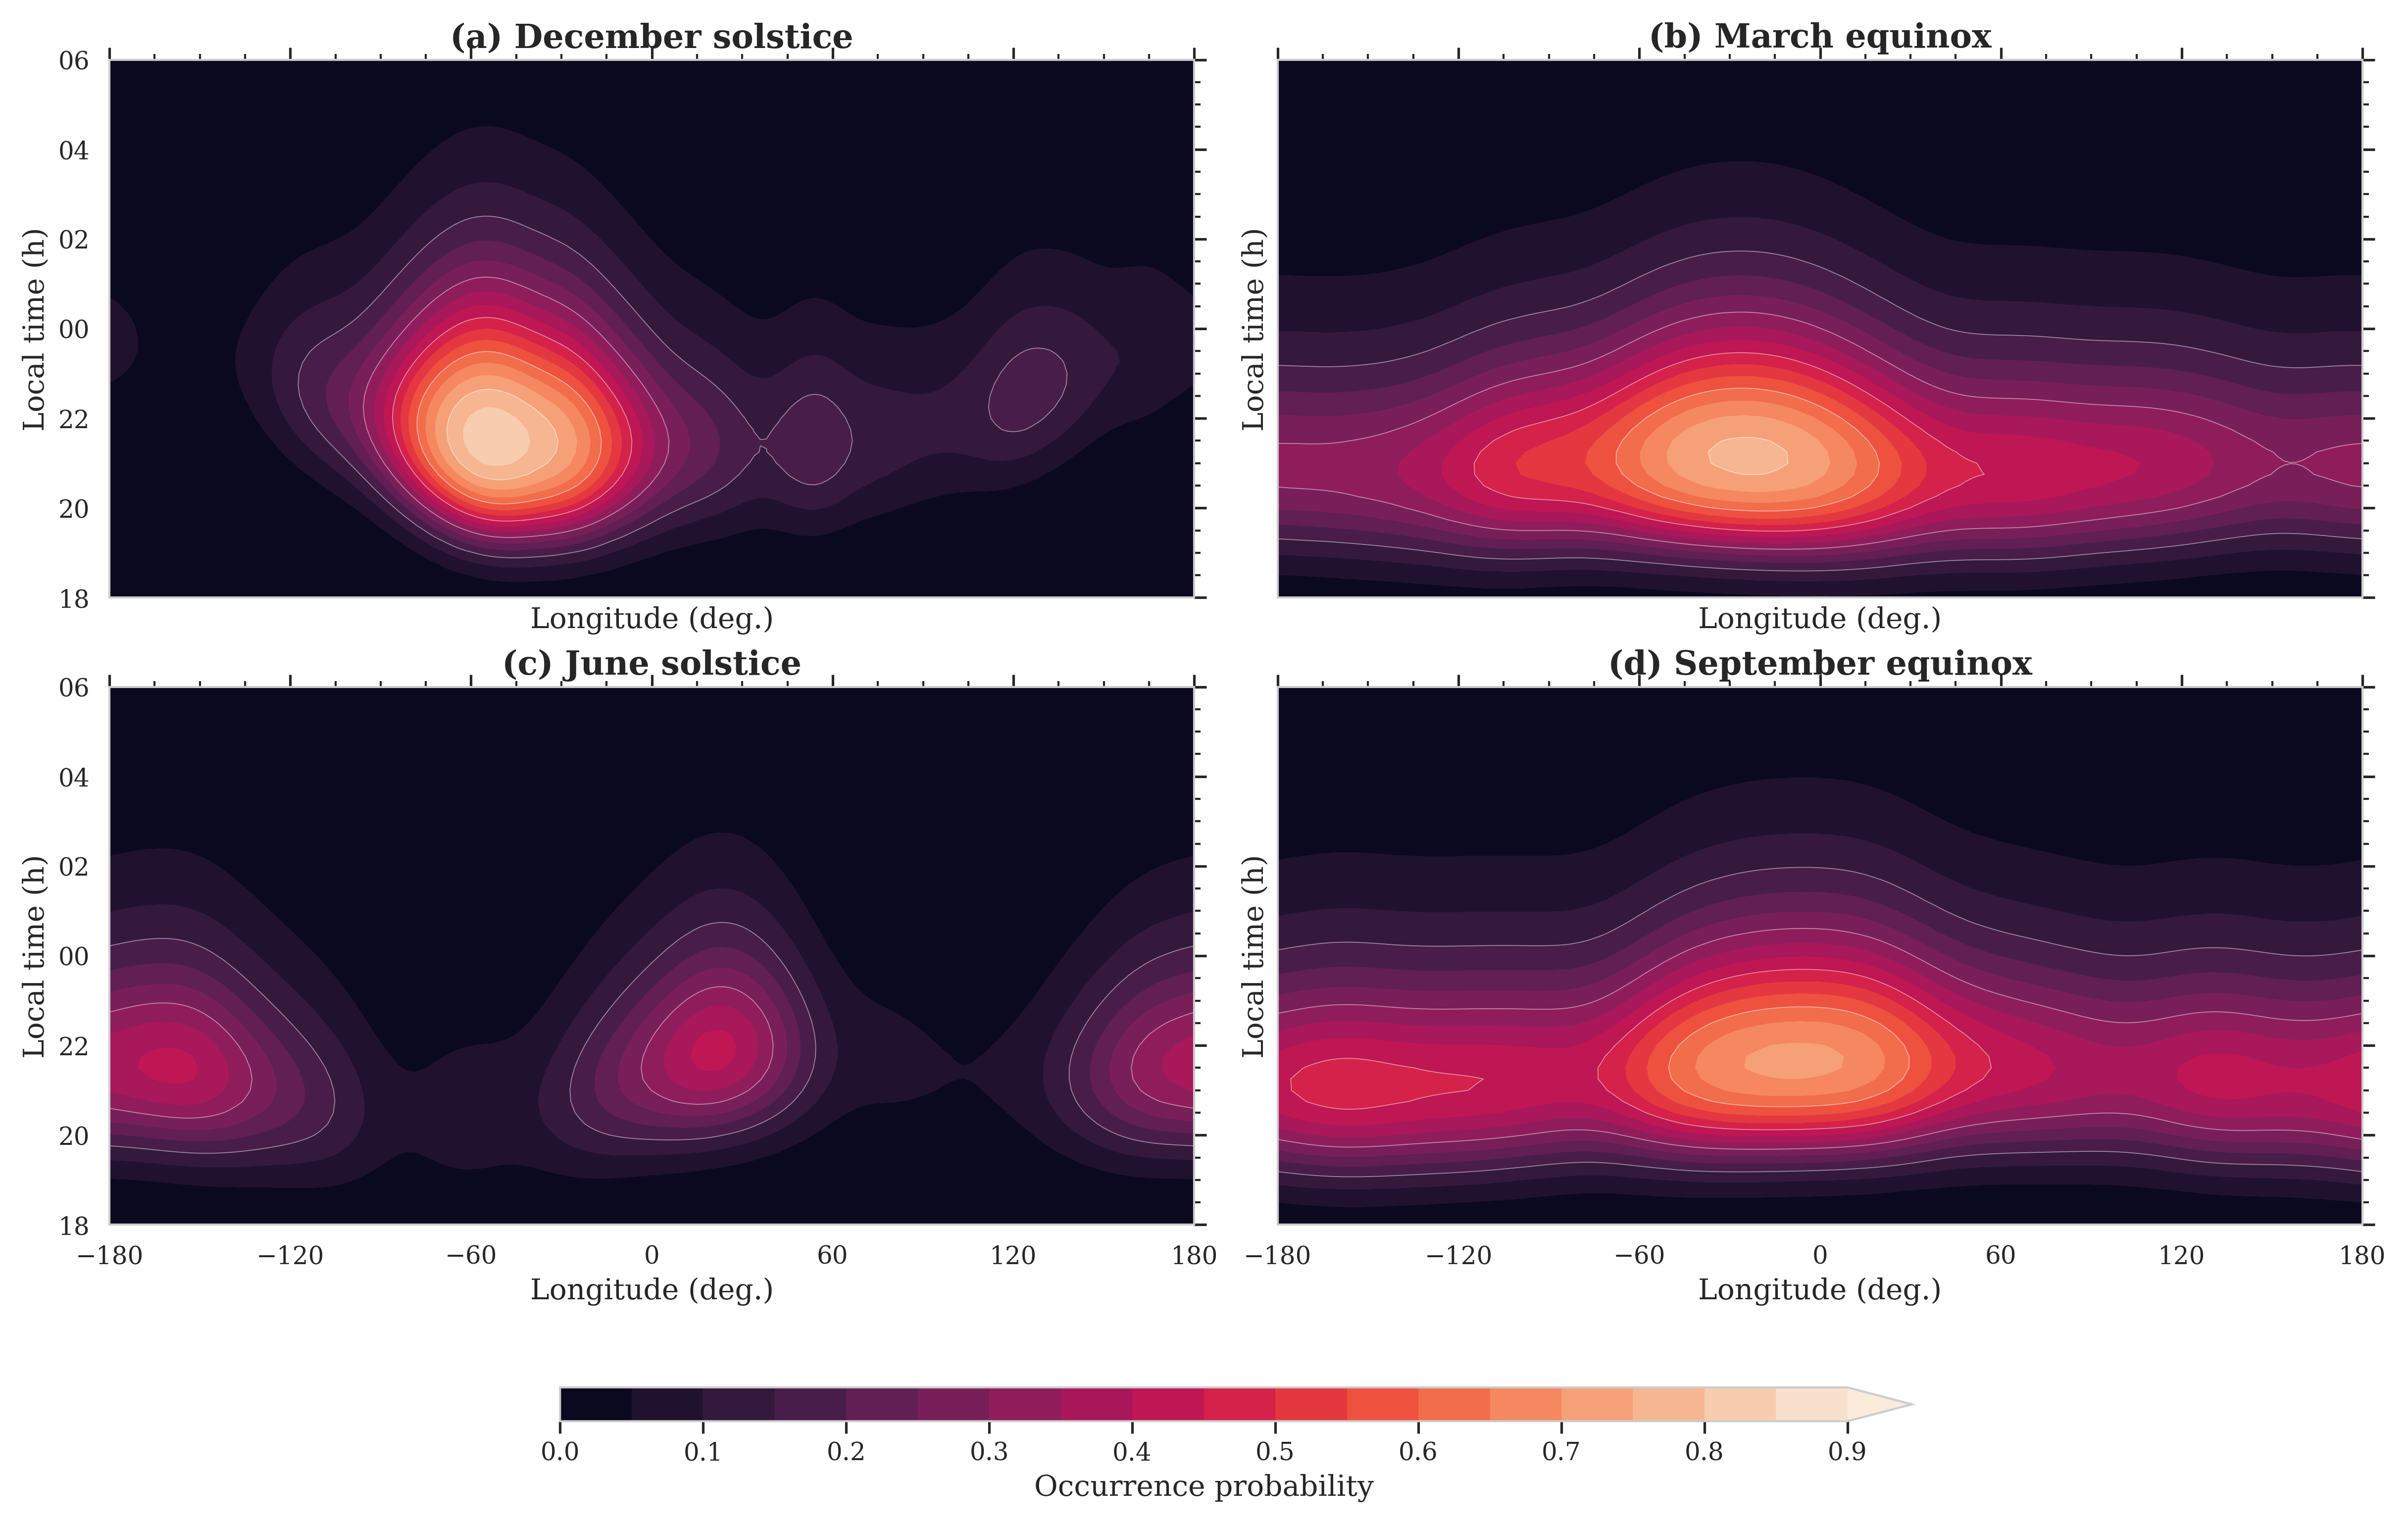 (a) December solstice
(b) March equinox
06
04
02
00
22
20
18
Local time (h)
Local time (h)
Longitude (deg.)
Longitude (deg.)
(c) June solstice
(d) September equinox
06
04
02
00
22
20
18
Local time (h)
Local time (h)
−180 −120 −60 0 60 120 180
−180 −120 −60 0 60 120 180
Longitude (deg.)
Longitude (deg.)
0.0 0.1 0.2 0.3 0.4 0.5 0.6 0.7 0.8 0.9
Occurrence probability